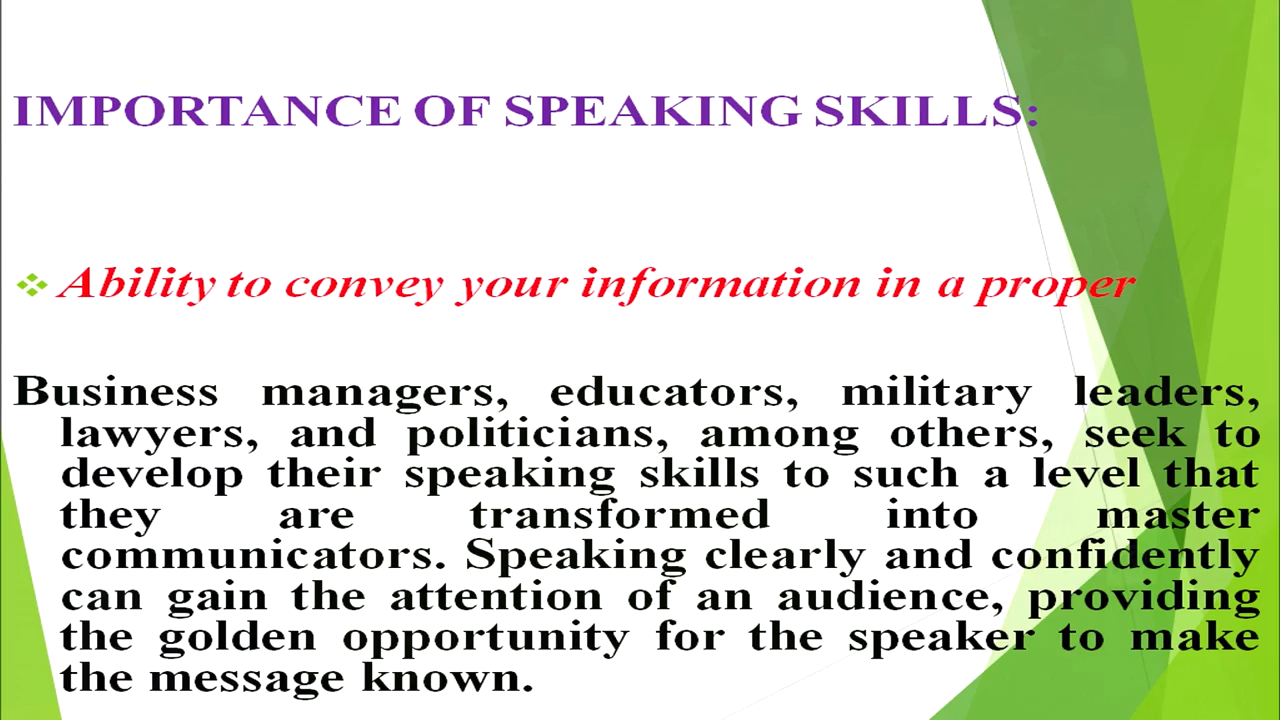 IMPORTANCE OF SPEAKING SKILLS:
Ability to convey your information in a proper
Business managers, educators, military leaders,
lawyers, and politicians, among others, seek to
develop their speaking skills to such a level that
they are transformed into master
communicators. Speaking clearly and confidently
can gain the attention of an audience, providing
the golden opportunity for the speaker to make
the message known.